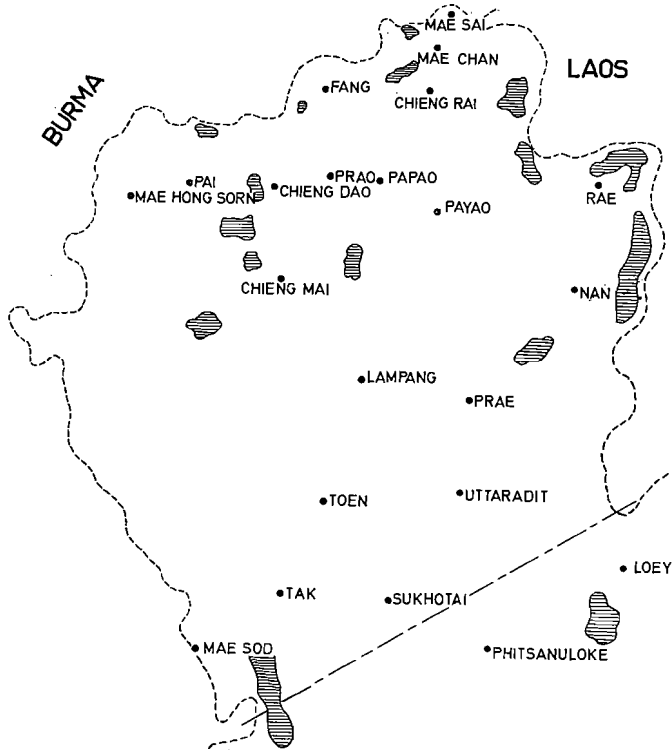 MAE SAI
MAE CHAN
LAOS
BURMA
FANG
CHIENG RAI
PAI
MAE HONG SORN
CHIENG DAO
PRAO
PAPAO
RAE
PAYAO
CHIENG MAI
NAN
LAMPANG
PRAE
TOEN
UTTARADIT
LOEY
TAK
SUKHOTAI
MAE SOD
PHITSANULOKE